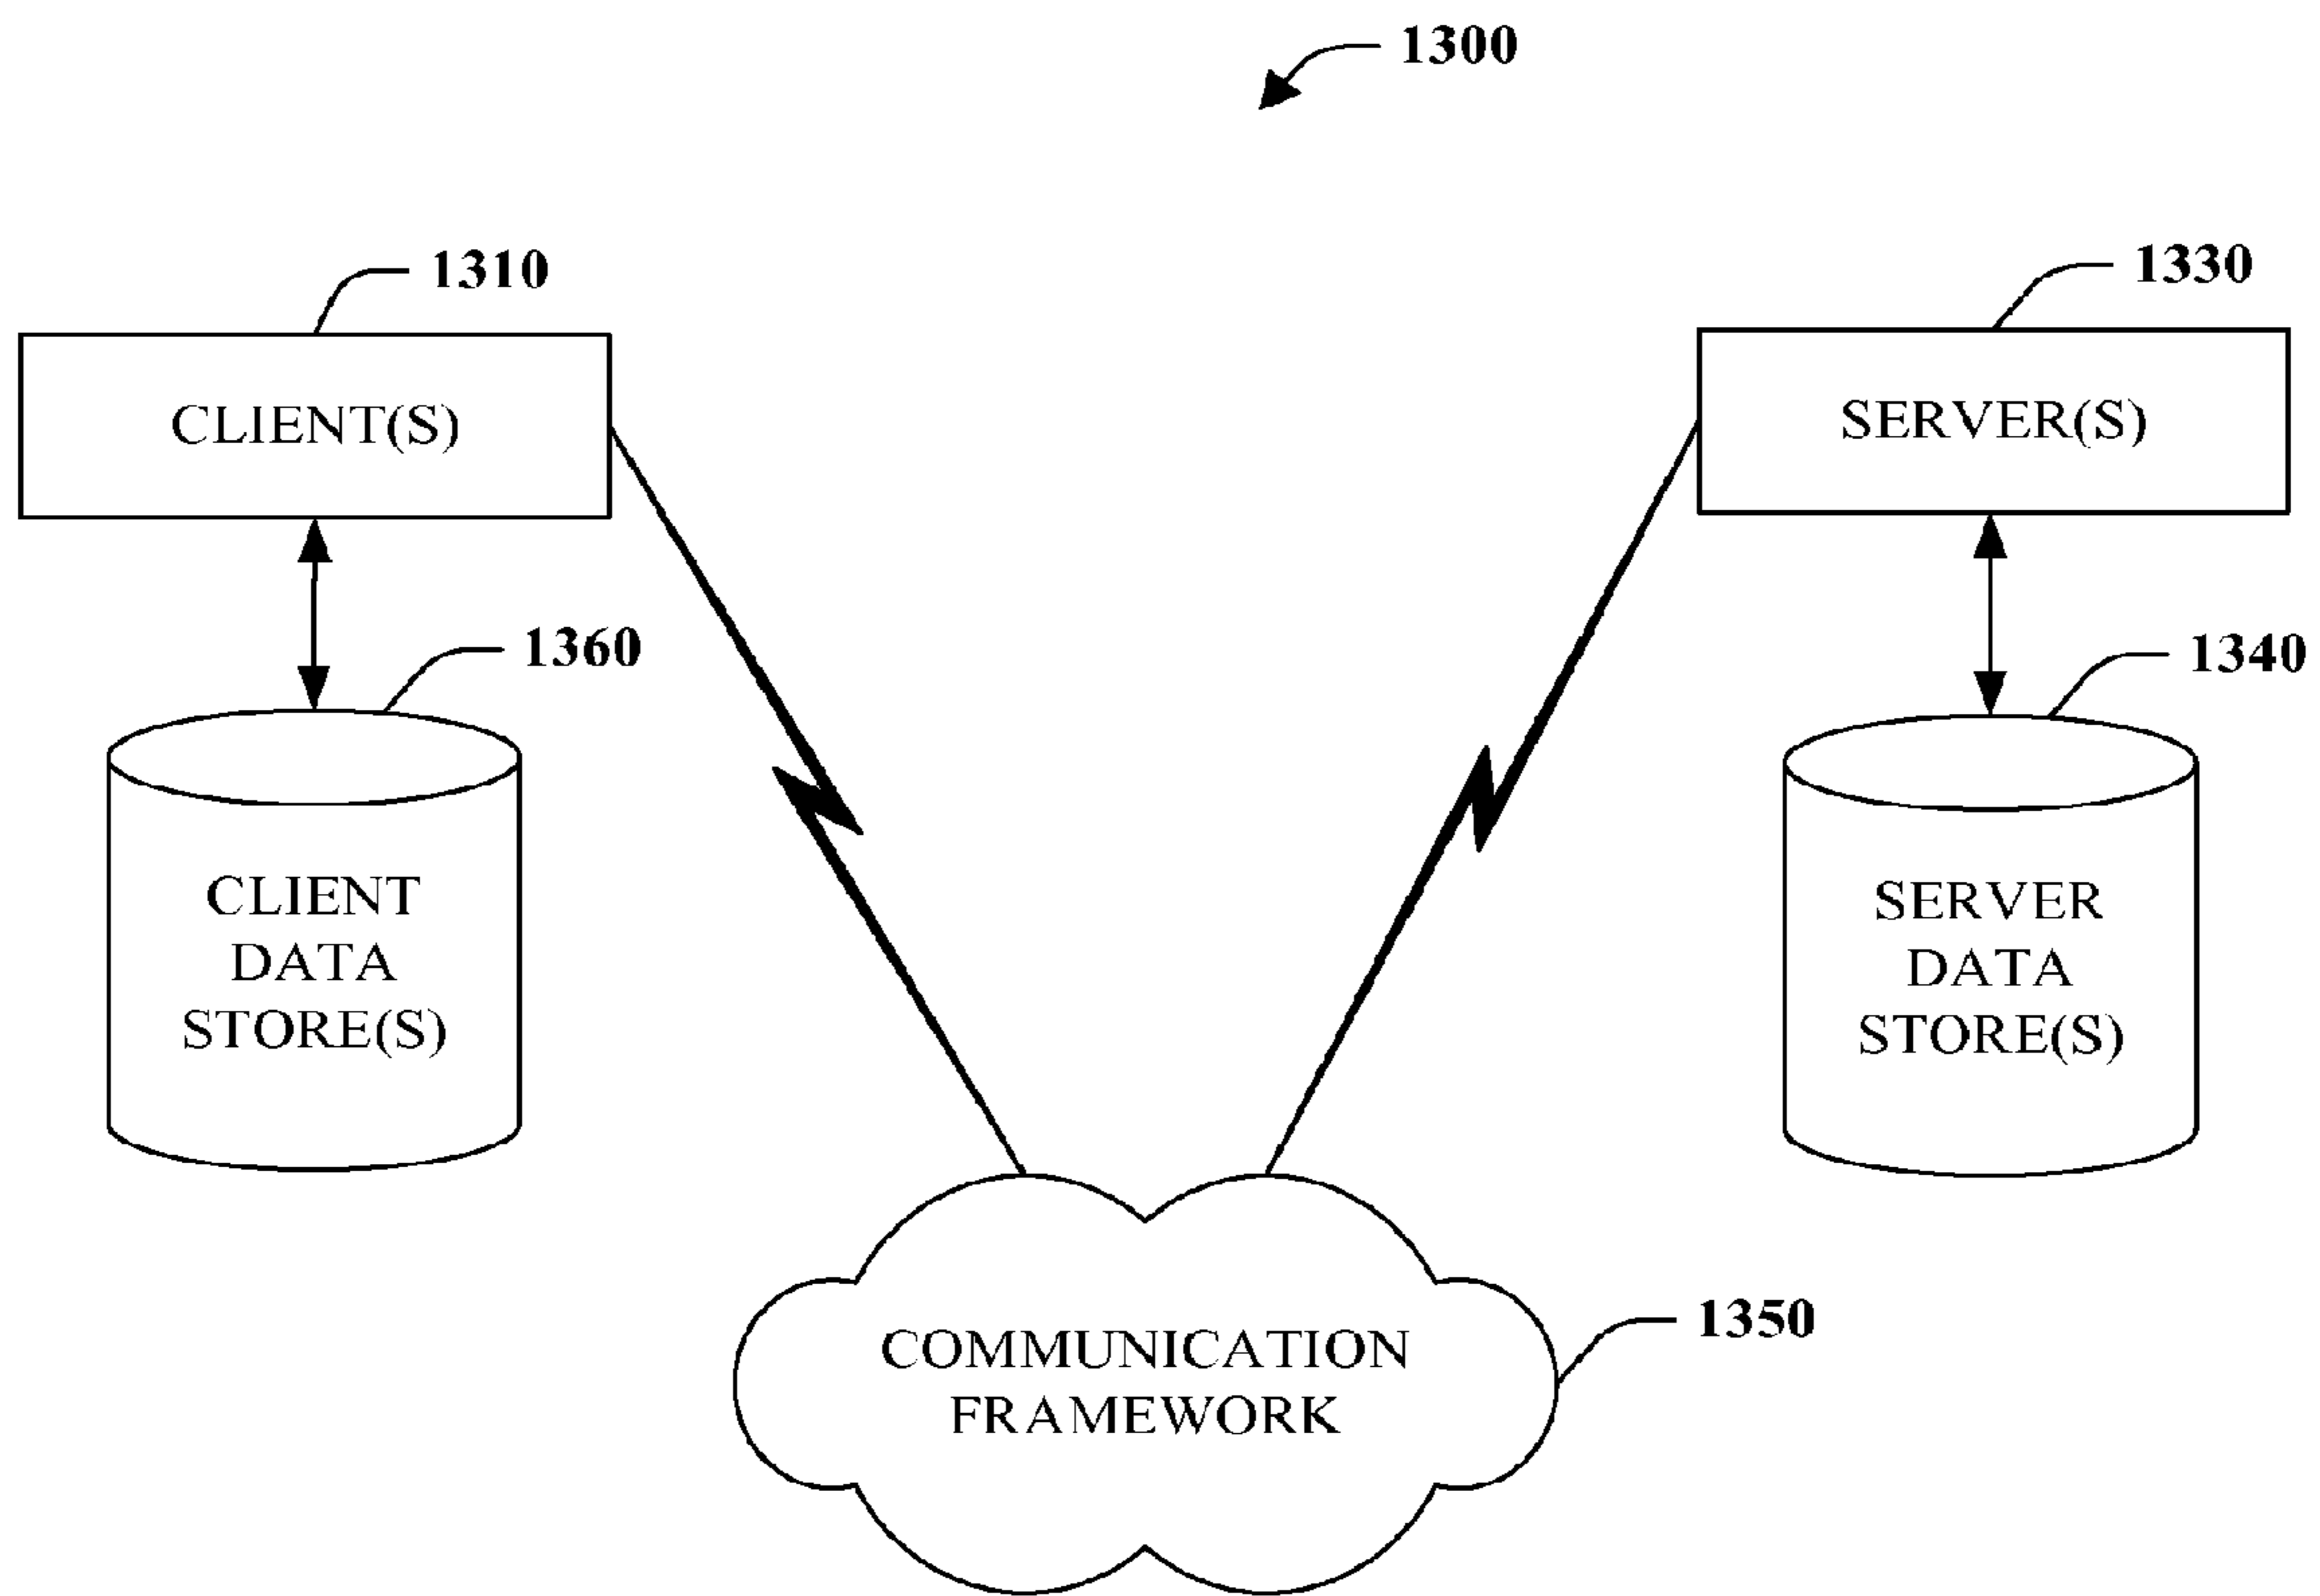 1300
1310
1330
CLIENT(S)
SERVER(S)
1360
1340
CLIENT
DATA
STORE(S)
SERVER
DATA
STORE(S)
1350
COMMUNICATION
FRAMEWORK